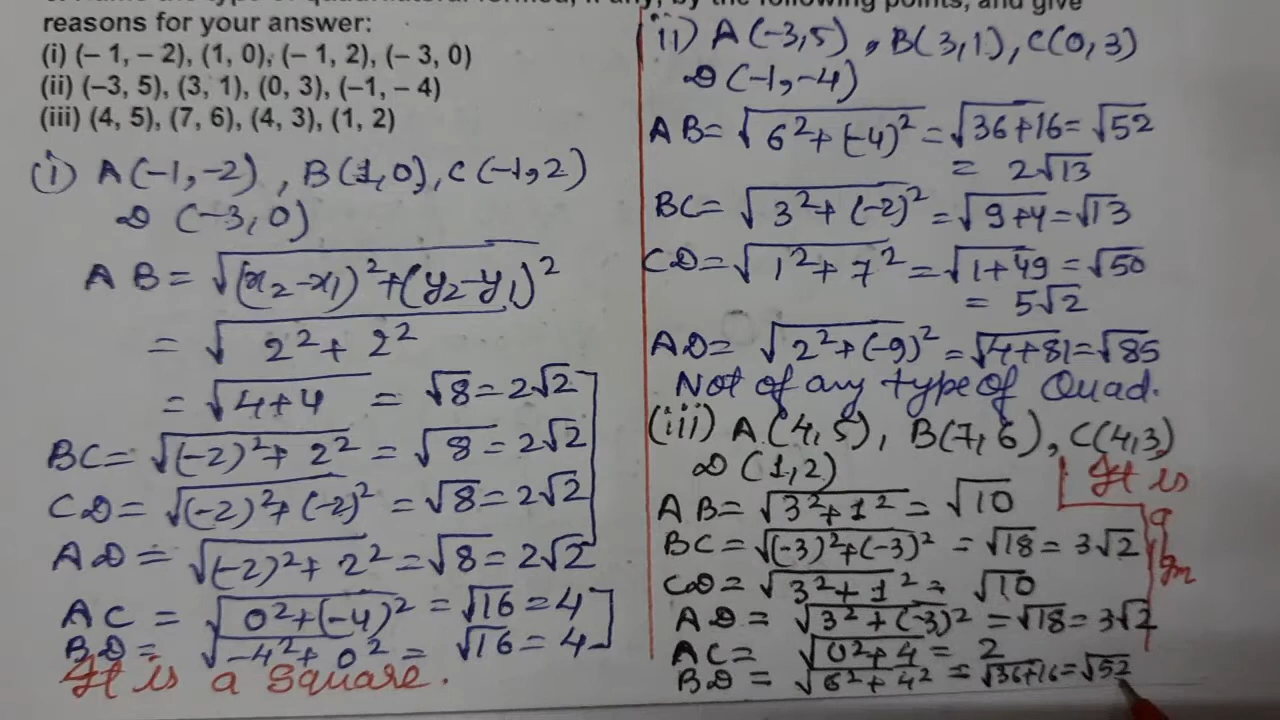 reasons for your answer:
(i) (– 1, – 2), (1, 0), (– 1, 2), (– 3, 0)
(ii) (–3, 5), (3, 1), (0, 3), (–1, – 4)
(iii) (4, 5), (7, 6), (4, 3), (1, 2)
(i) A(-1,-2) , B(1,0), C(-1,2)
D (-3,0)
AB = √(x₂-x₁)²+(y₂-y₁)²
= √2²+2²
= √4+4 = √8 = 2√2
BC = √(-2)²+2² = √8 = 2√2
CD = √(-2)²+(-2)² = √8 = 2√2
AD = √(-2)²+2² = √8 = 2√2
AC = √0²+(-4)² = √16 = 4
BD = √-4²+0² = √16 = 4
It is a Square.
ii) A(-3,5) , B(3,1), C(0,3)
D(-1,-4)
AB = √6²+(-4)² = √36+16 = √52
= 2√13
BC = √3²+(-2)² = √9+4 = √13
CD = √1²+7² = √1+49 = √50
= 5√2
AD = √2²+(-9)² = √4+81 = √85
Not of any type of Quad.
(iii) A(4,5), B(7,6), C(4,3)
D(1,2)
It is
AB = √3²+1² = √10
BC = √(-3)²+(-3)² = √18 = 3√2
CD = √3²+1² = √10
AD = √3²+(-3)² = √18 = 3√2
AC = √0²+4 = 2
BD = √6²+4² = √36+16 = √52